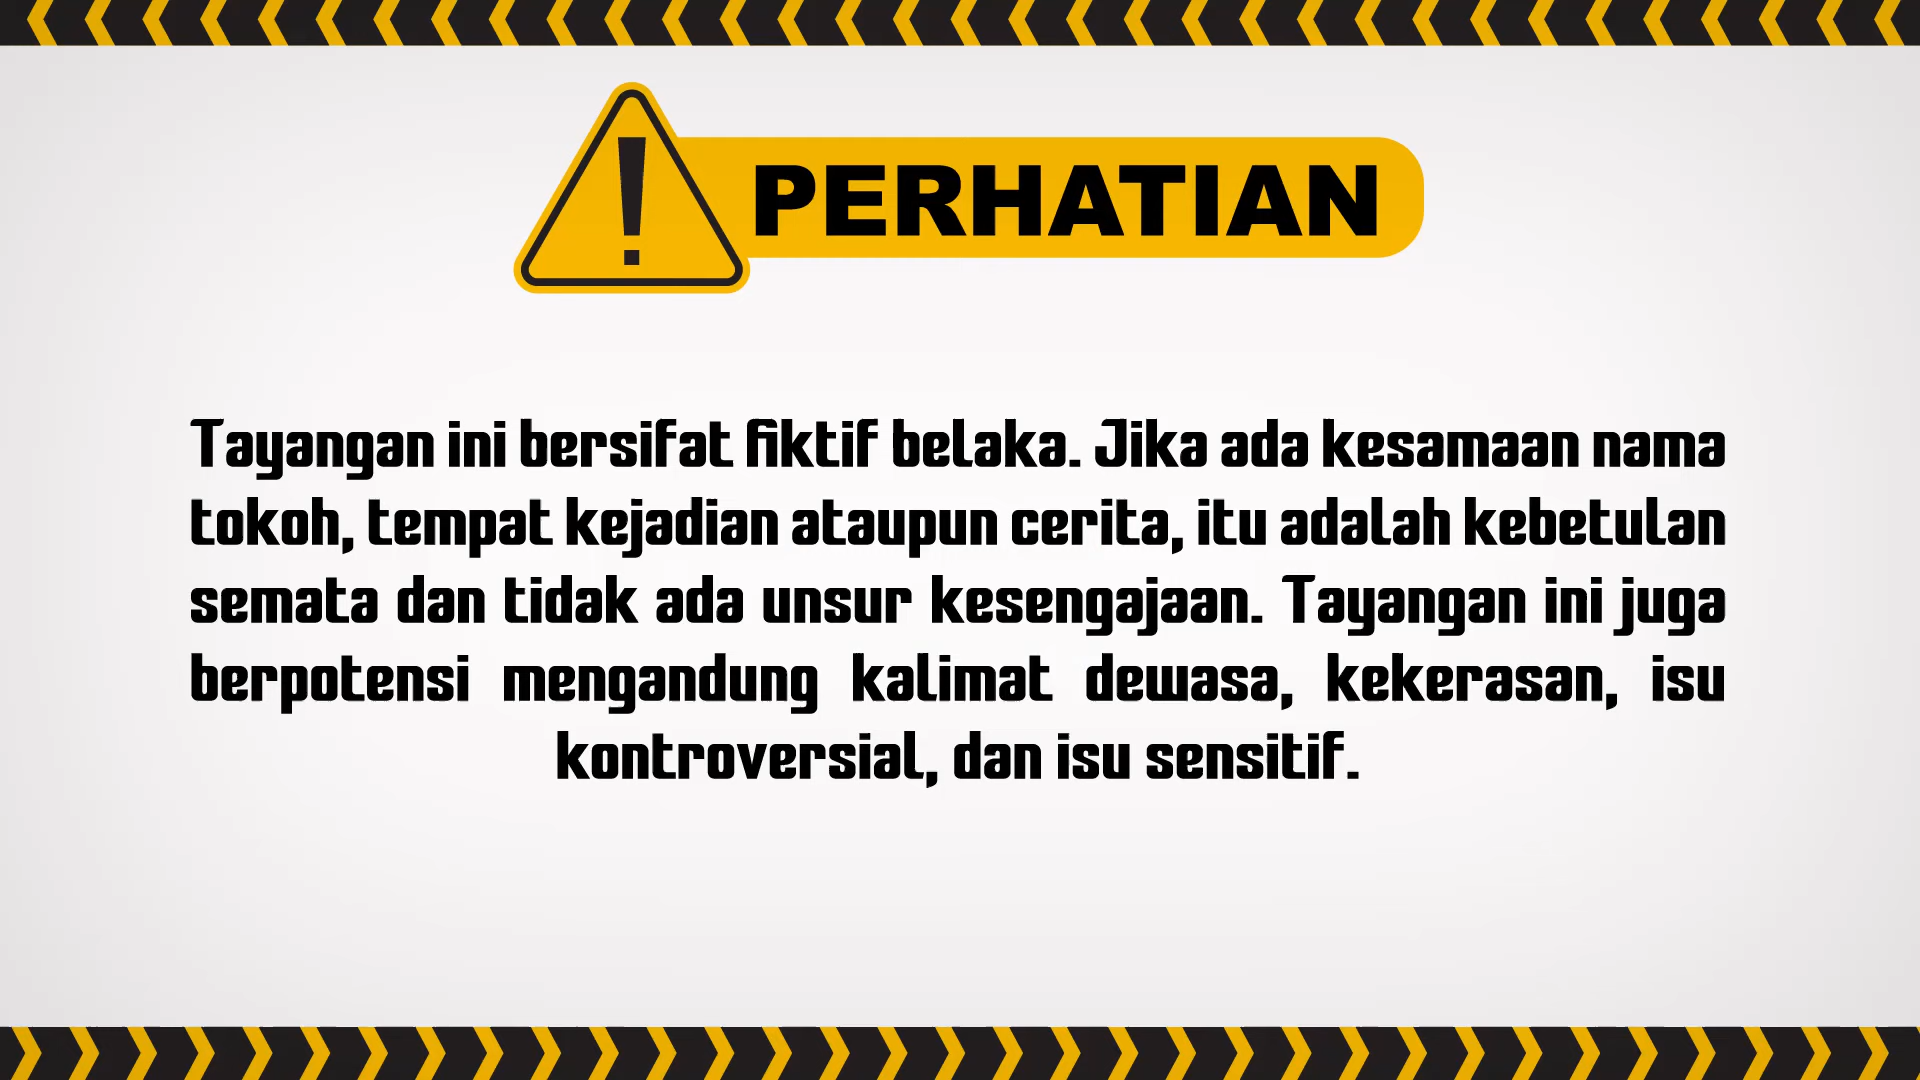 PERHATIAN
Tayangan ini bersifat fiktif belaka. Jika ada kesamaan nama
tokoh, tempat kejadian ataupun cerita, itu adalah kebetulan
semata dan tidak ada unsur kesengajaan. Tayangan ini juga
berpotensi mengandung kalimat dewasa, kekerasan, isu
kontroversial, dan isu sensitif.